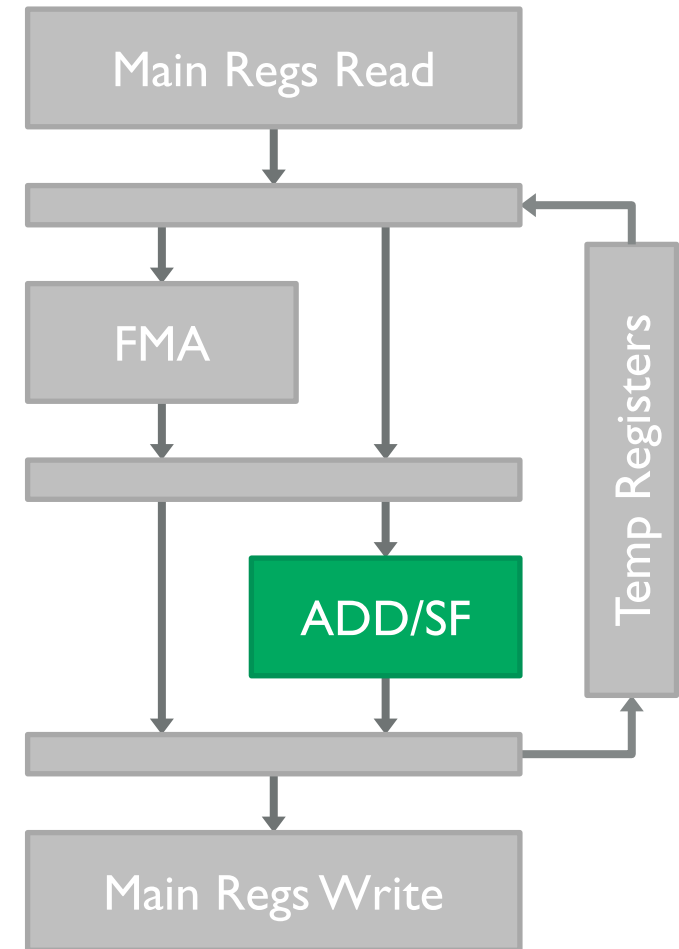 Main Regs Read
FMA
Temp Registers
ADD/SF
Main Regs Write